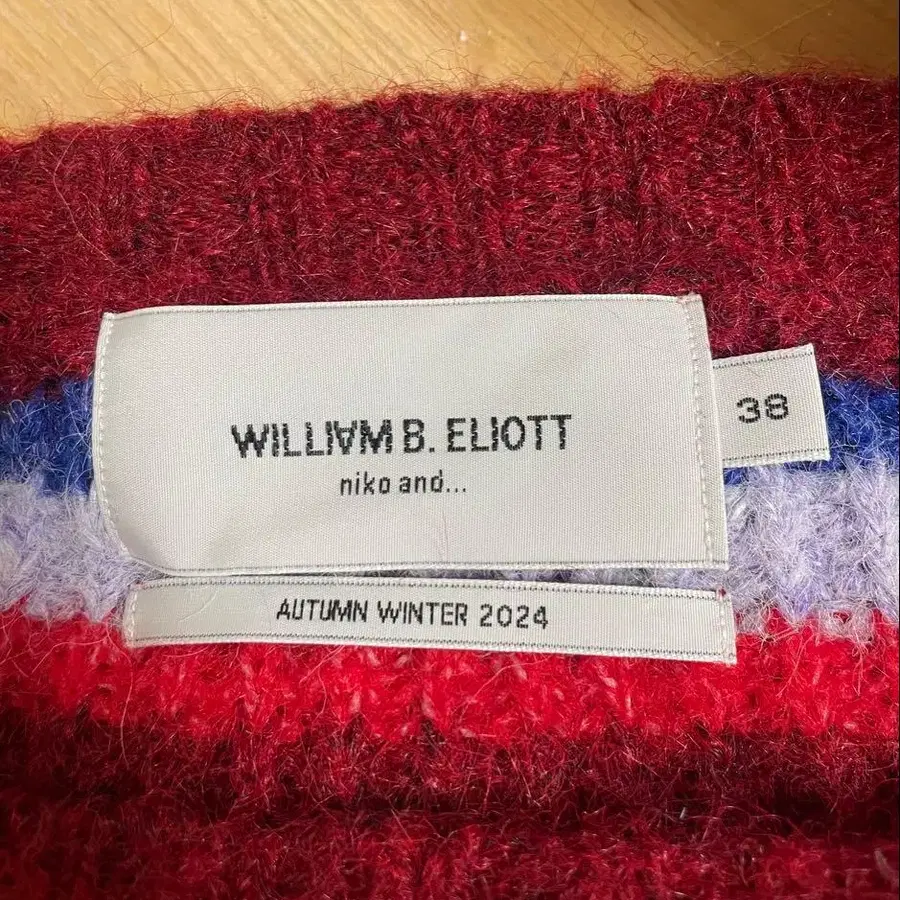 WILLIAM B. ELIOTT
niko and...
38
AUTUMN WINTER 2024